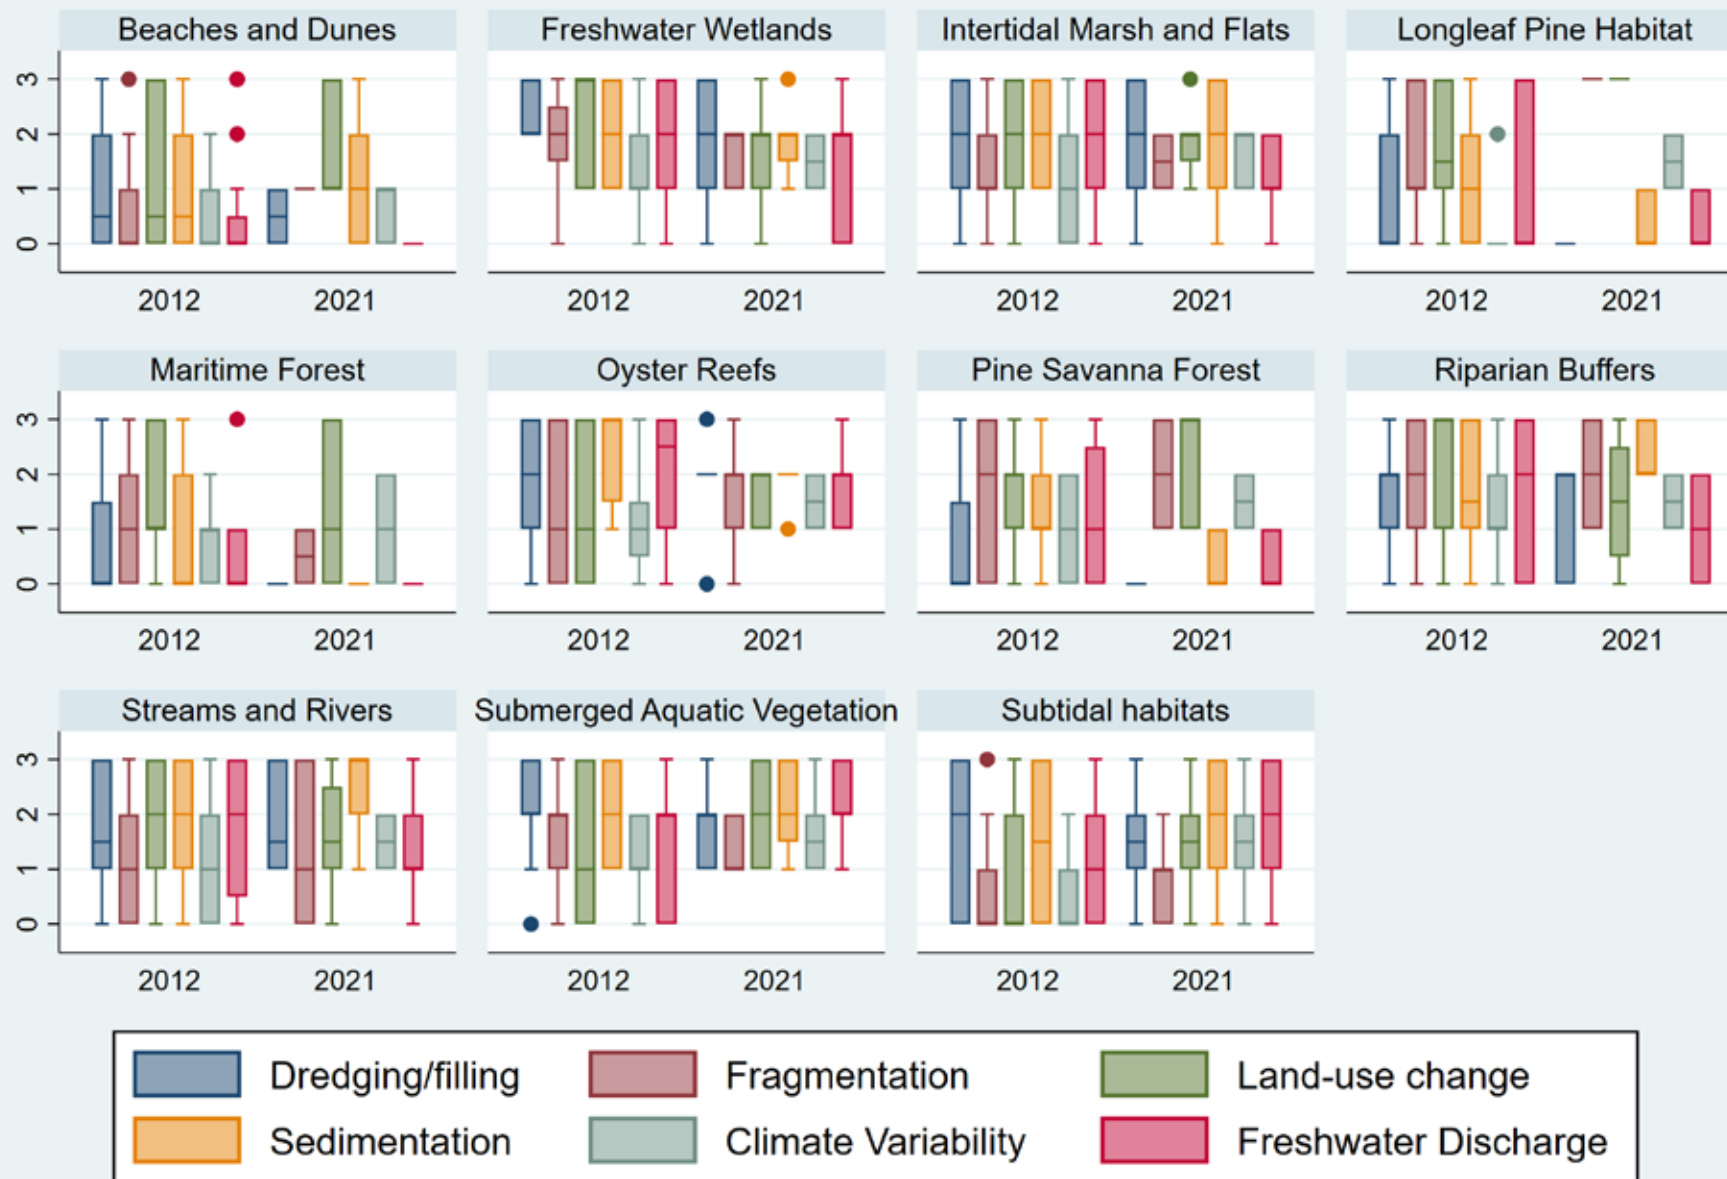 Beaches and Dunes Freshwater Wetlands Intertidal Marsh and Flats Longleaf Pine Habitat
3
2
1
0
2012 2021 2012 2021 2012 2021 2012 2021
Maritime Forest Oyster Reefs Pine Savanna Forest Riparian Buffers
3
2
1
0
2012 2021 2012 2021 2012 2021 2012 2021
Streams and Rivers Submerged Aquatic Vegetation Subtidal habitats
3
2
1
0
2012 2021 2012 2021 2012 2021
Dredging/filling Fragmentation Land-use change
Sedimentation Climate Variability Freshwater Discharge